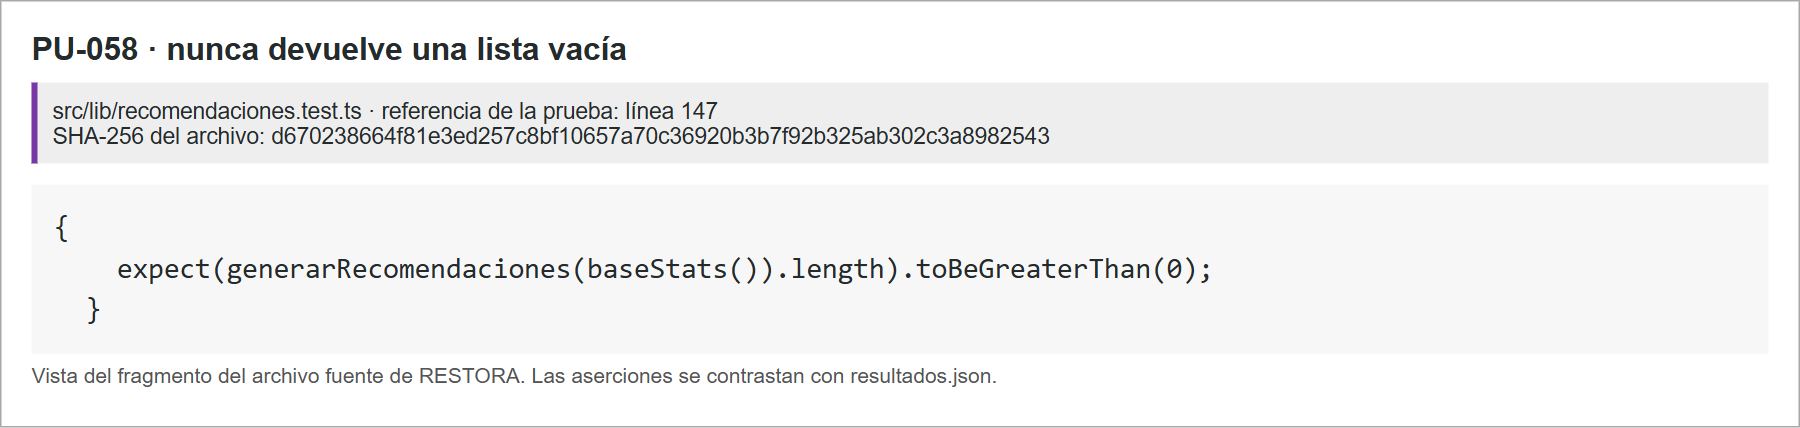 PU-058 · nunca devuelve una lista vacía
src/lib/recomendaciones.test.ts · referencia de la prueba: línea 147
SHA-256 del archivo: d670238664f81e3ed257c8bf10657a70c36920b3b7f92b325ab302c3a8982543
{
    expect(generarRecomendaciones(baseStats()).length).toBeGreaterThan(0);
  }
Vista del fragmento del archivo fuente de RESTORA. Las aserciones se contrastan con resultados.json.